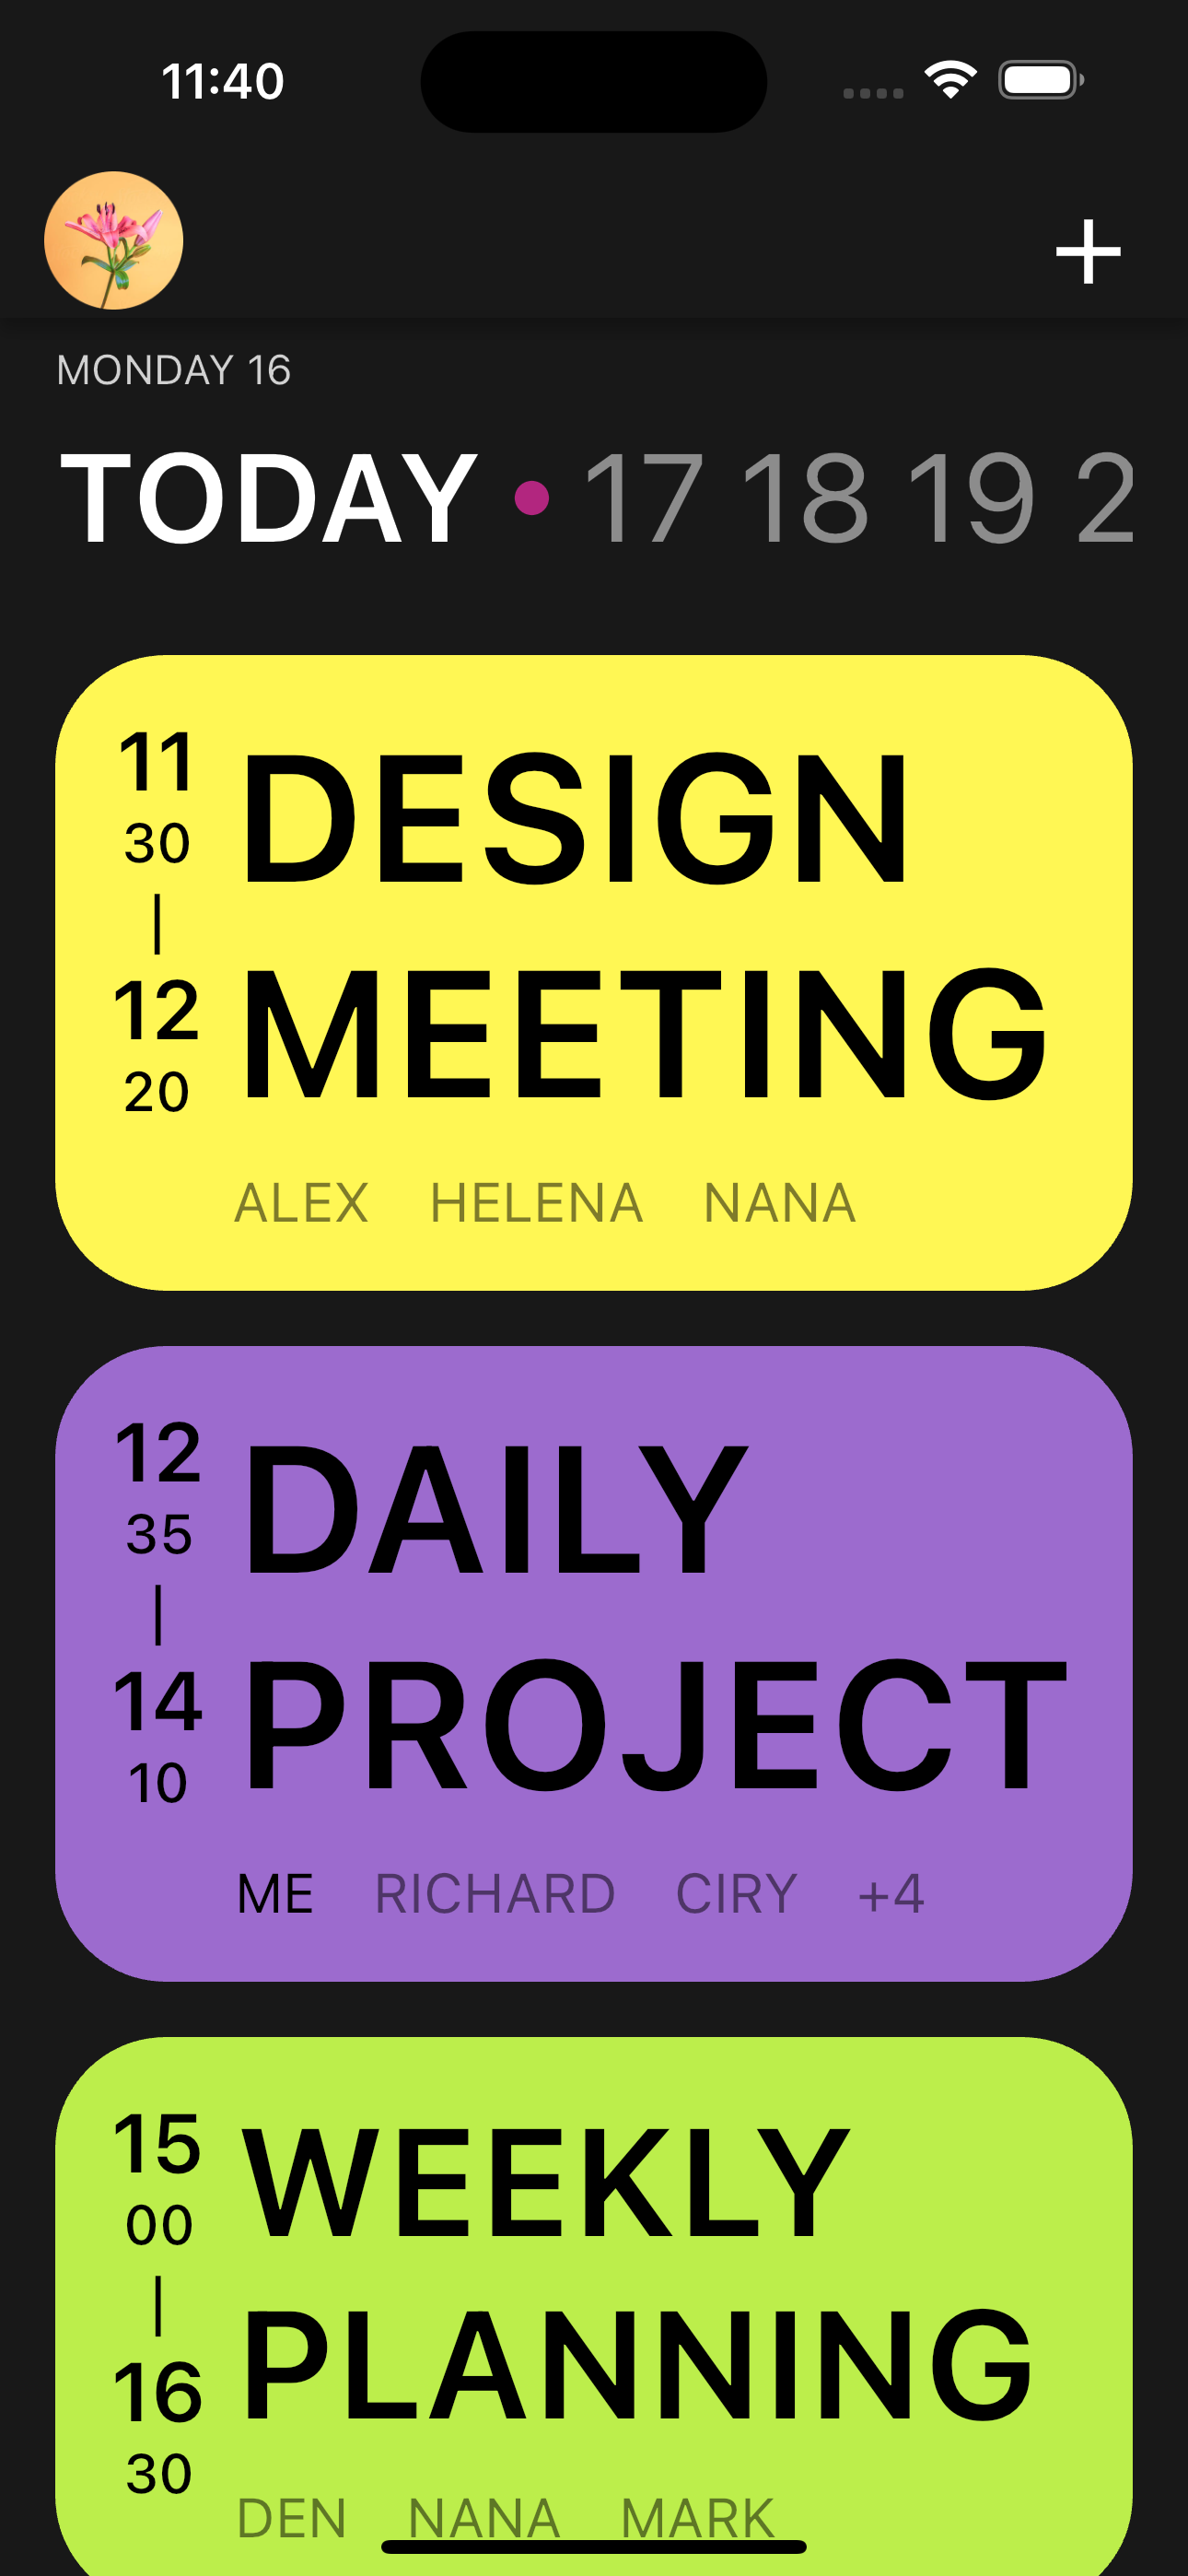 11:40
MONDAY 16
TODAY • 17 18 19 2
11
30
|
12
20
DESIGN
MEETING
ALEX HELENA NANA
12
35
|
14
10
DAILY
PROJECT
ME RICHARD CIRY +4
15
00
|
16
30
WEEKLY
PLANNING
DEN NANA MARK